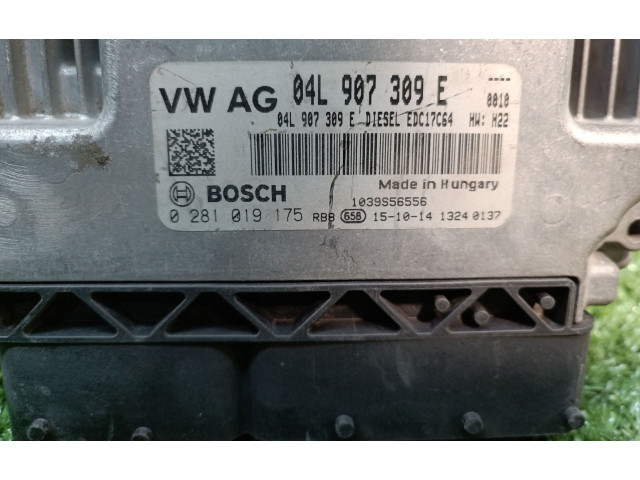 VW AG 04L 907 309 E ----
0010
04L 907 309 E DIESEL EDC17C64 HW: H22
BOSCH Made in Hungary
1039S56556
0 281 019 175 RB8 656 15-10-14 1324 0137